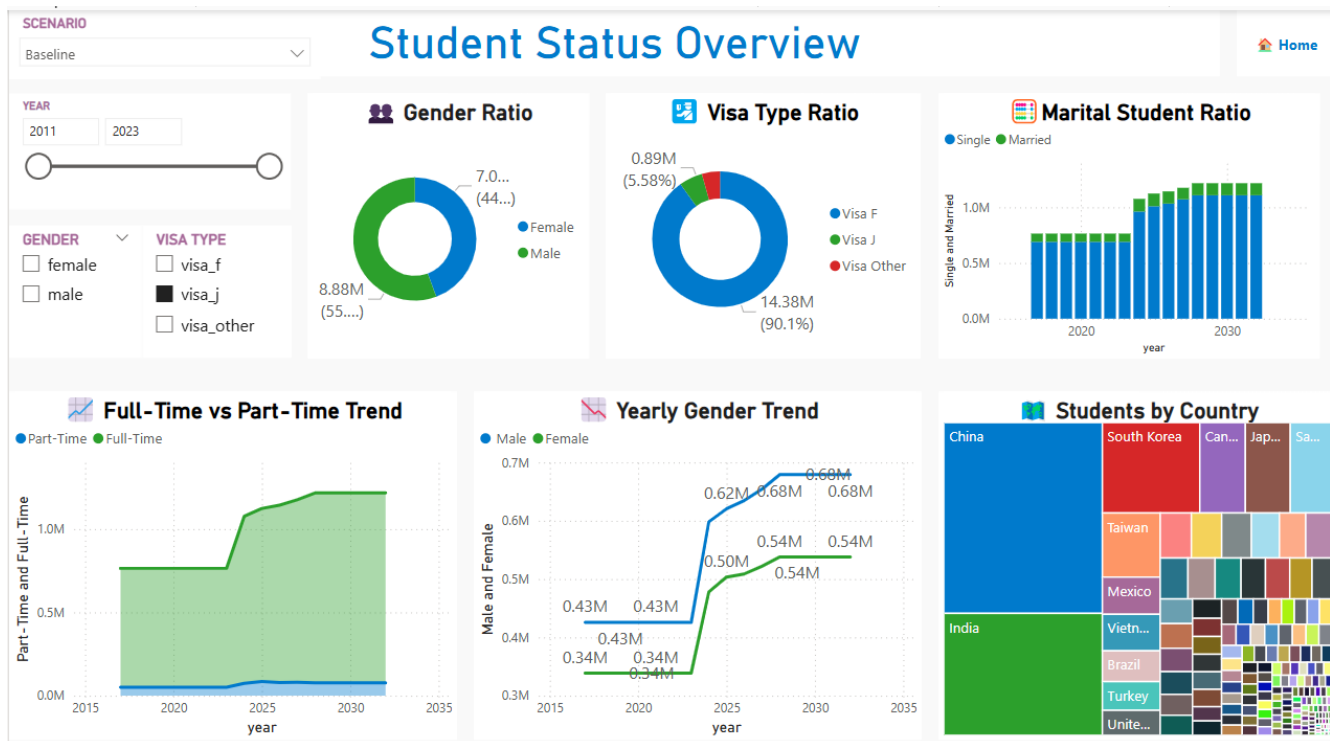 SCENARIO
Baseline
Student Status Overview
Home
YEAR
2011 2023
GENDER
female
male
VISA TYPE
visa_f
visa_j
visa_other
Gender Ratio
7.0...
(44...)
Female
Male
8.88M
(55....)
Visa Type Ratio
0.89M
(5.58%)
Visa F
Visa J
Visa Other
14.38M
(90.1%)
Marital Student Ratio
Single Married
Single and Married
1.0M
0.5M
0.0M
2020 2030
year
Full-Time vs Part-Time Trend
Part-Time Full-Time
Part-Time and Full-Time
1.0M
0.5M
0.0M
2015 2020 2025 2030 2035
year
Yearly Gender Trend
Male Female
Male and Female
0.7M
0.6M
0.5M
0.4M
0.3M
0.68M
0.62M 0.68M 0.68M
0.54M 0.54M
0.50M
0.54M
0.43M 0.43M
0.43M
0.34M 0.34M
0.34M
2015 2020 2025 2030 2035
year
Students by Country
China
South Korea
Can...
Jap...
Sa...
Taiwan
Mexico
India
Vietn...
Brazil
Turkey
Unite...